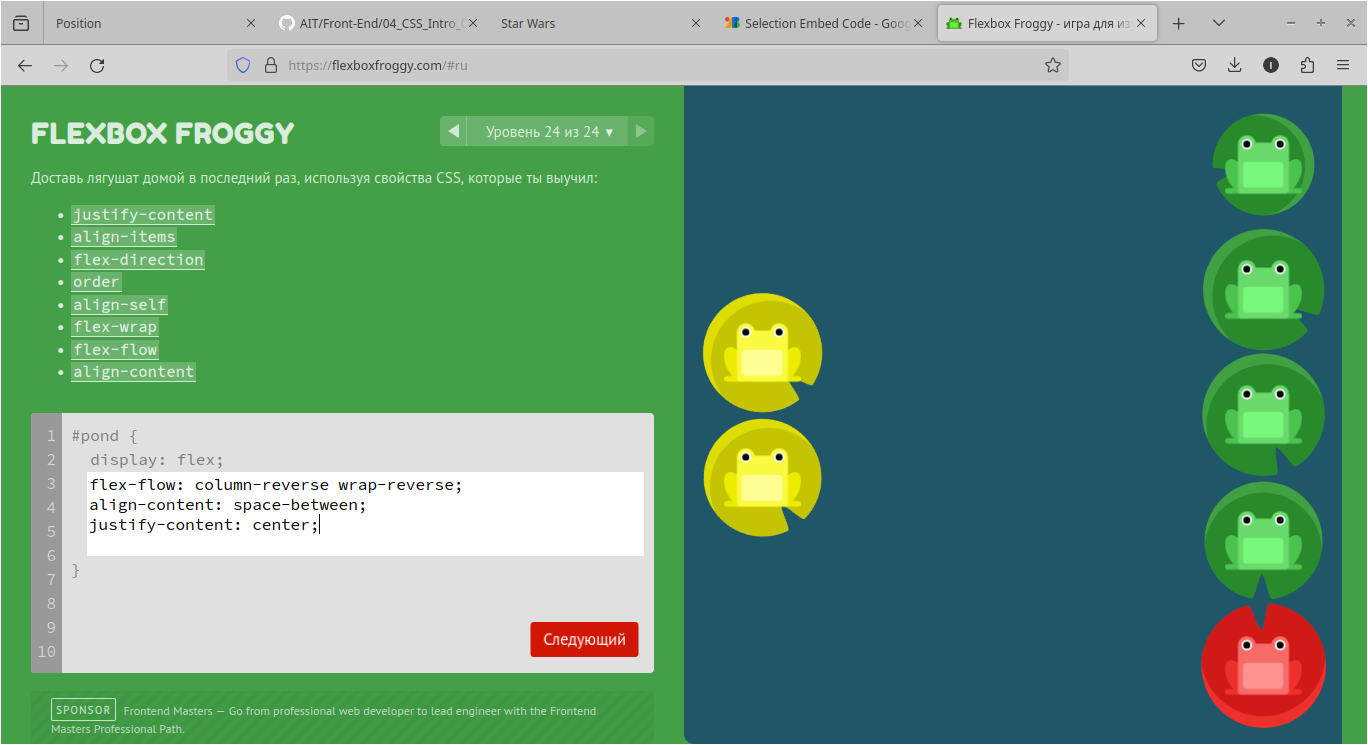 Position
AIT/Front-End/04_CSS_Intro_
Star Wars
Selection Embed Code - Goog
Flexbox Froggy - игра для из
https://flexboxfroggy.com/#ru
FLEXBOX FROGGY
Уровень 24 из 24 ▾
Доставь лягушат домой в последний раз, используя свойства CSS, которые ты выучил:
• justify-content
• align-items
• flex-direction
• order
• align-self
• flex-wrap
• flex-flow
• align-content
1 #pond {
2 display: flex;
3 flex-flow: column-reverse wrap-reverse;
4 align-content: space-between;
5 justify-content: center;
6
7 }
8
9
10
Следующий
SPONSOR Frontend Masters — Go from professional web developer to lead engineer with the Frontend
Masters Professional Path.